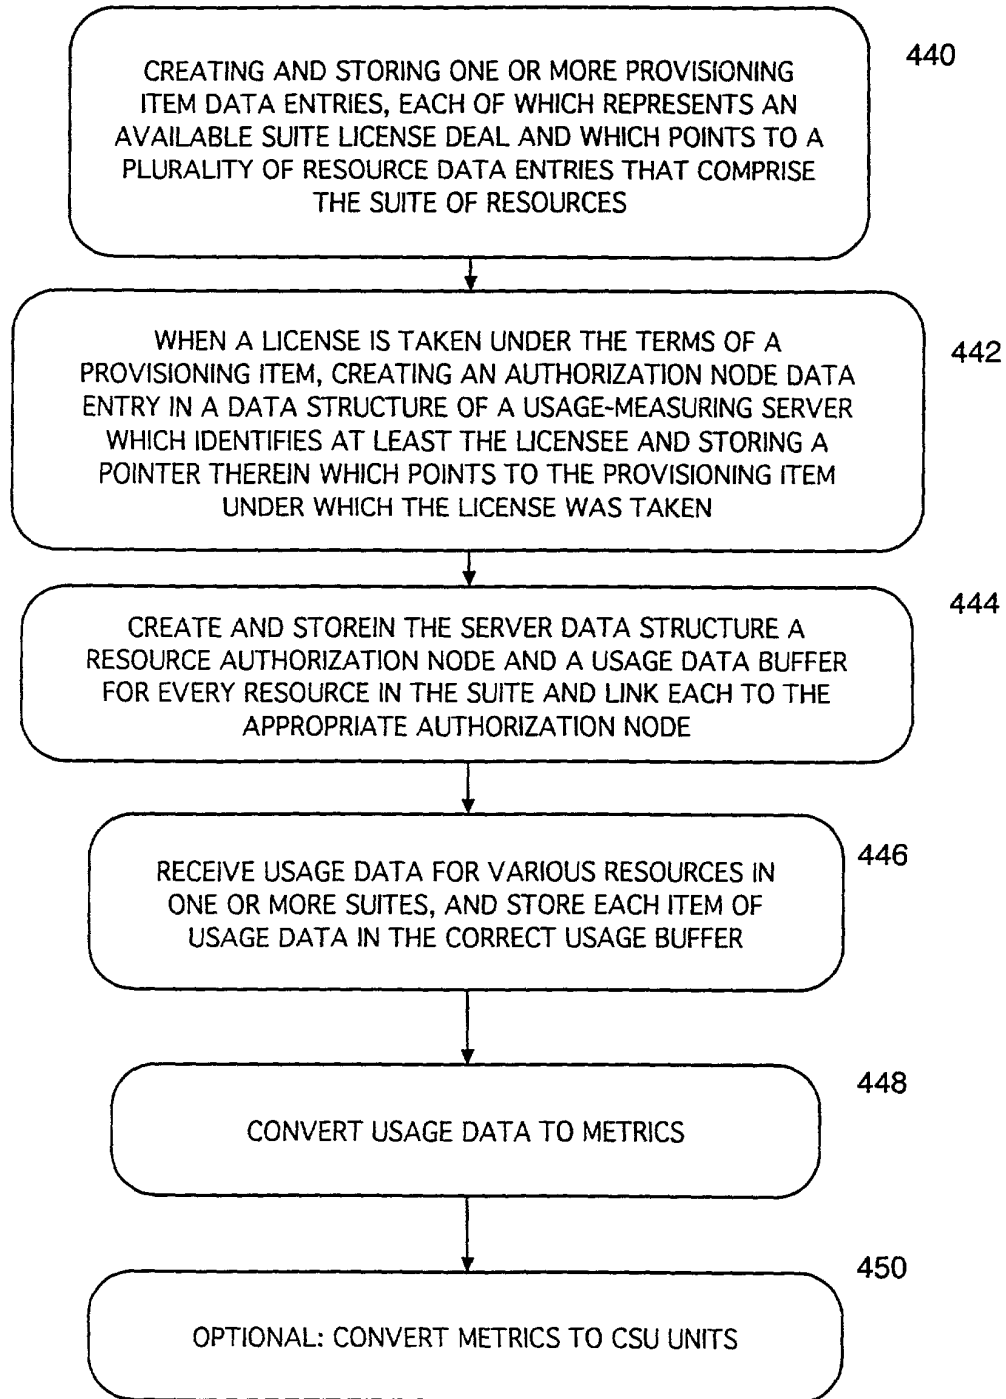 440
CREATING AND STORING ONE OR MORE PROVISIONING
ITEM DATA ENTRIES, EACH OF WHICH REPRESENTS AN
AVAILABLE SUITE LICENSE DEAL AND WHICH POINTS TO A
PLURALITY OF RESOURCE DATA ENTRIES THAT COMPRISE
THE SUITE OF RESOURCES
442
WHEN A LICENSE IS TAKEN UNDER THE TERMS OF A
PROVISIONING ITEM, CREATING AN AUTHORIZATION NODE DATA
ENTRY IN A DATA STRUCTURE OF A USAGE-MEASURING SERVER
WHICH IDENTIFIES AT LEAST THE LICENSEE AND STORING A
POINTER THEREIN WHICH POINTS TO THE PROVISIONING ITEM
UNDER WHICH THE LICENSE WAS TAKEN
444
CREATE AND STOREIN THE SERVER DATA STRUCTURE A
RESOURCE AUTHORIZATION NODE AND A USAGE DATA BUFFER
FOR EVERY RESOURCE IN THE SUITE AND LINK EACH TO THE
APPROPRIATE AUTHORIZATION NODE
446
RECEIVE USAGE DATA FOR VARIOUS RESOURCES IN
ONE OR MORE SUITES, AND STORE EACH ITEM OF
USAGE DATA IN THE CORRECT USAGE BUFFER
448
CONVERT USAGE DATA TO METRICS
450
OPTIONAL: CONVERT METRICS TO CSU UNITS